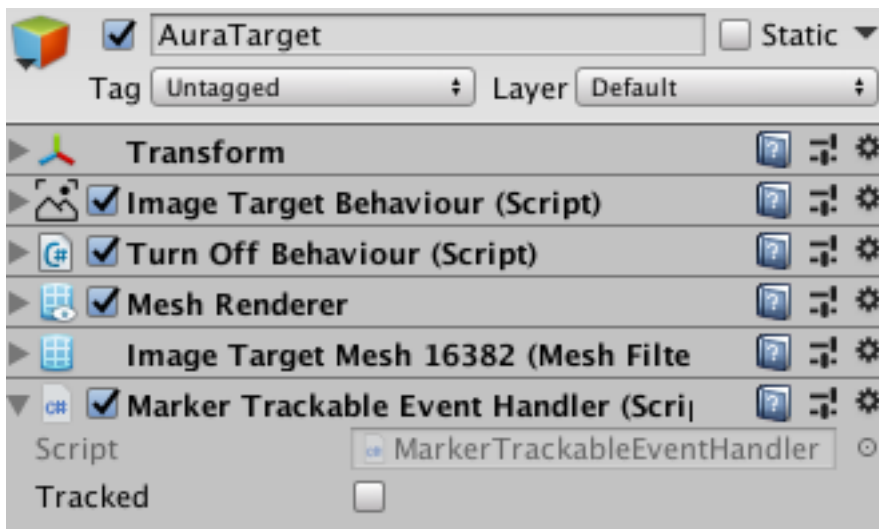 AuraTarget Static
Tag Untagged Layer Default
Transform
Image Target Behaviour (Script)
C# Turn Off Behaviour (Script)
Mesh Renderer
Image Target Mesh 16382 (Mesh Filte
C# Marker Trackable Event Handler (Scrip
Script C# MarkerTrackableEventHandler
Tracked